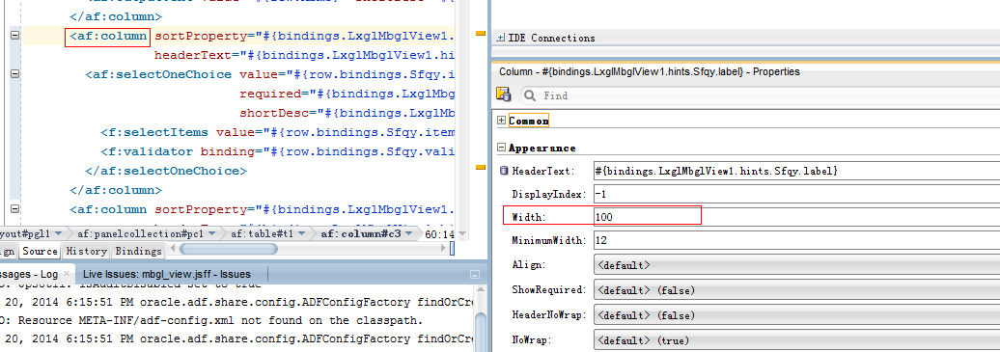 </af:column>
<af:column sortProperty="#{bindings.LxglMbglView1.
headerText="#{bindings.LxglMbglView1.hi
<af:selectOneChoice value="#{row.bindings.Sfqy.i
required="#{bindings.LxglMbg
shortDesc="#{bindings.LxglMb
<f:selectItems value="#{row.bindings.Sfqy.item
<f:validator binding="#{row.bindings.Sfqy.vali
</af:selectOneChoice>
</af:column>
<af:column sortProperty="#{bindings.LxglMbglView1.
yout#pgl1 af:panelcollection#pc1 af:table#t1 af:column#c3 60:14
ign Source History Bindings
ssages - Log Live Issues: mbgl_view.jsff - Issues
20, 2014 6:15:51 PM oracle.adf.share.config.ADFConfigFactory findOrCre
O: Resource META-INF/adf-config.xml not found on the classpath.
20, 2014 6:15:51 PM oracle.adf.share.config.ADFConfigFactory findOrCre
IDE Connections
Column - #{bindings.LxglMbglView1.hints.Sfqy.label} - Properties
Find
Common
Appearance
HeaderText: #{bindings.LxglMbglView1.hints.Sfqy.label}
DisplayIndex: -1
Width: 100
MinimumWidth: 12
Align: <default>
ShowRequired: <default> (false)
HeaderNoWrap: <default> (false)
NoWrap: <default> (true)